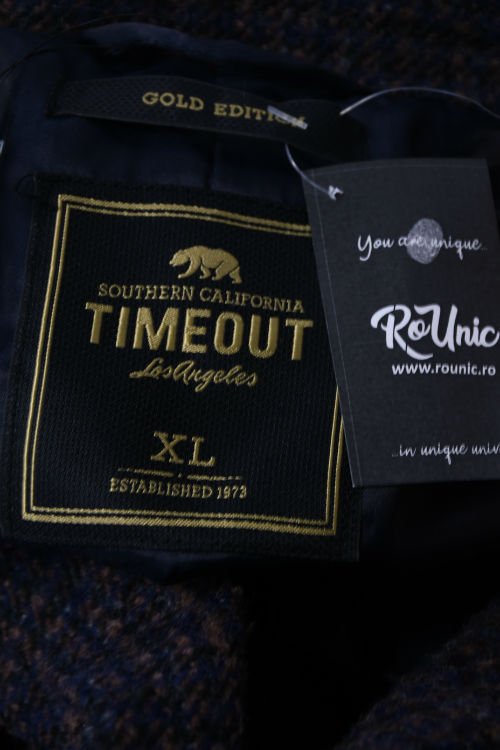 GOLD EDITION
SOUTHERN CALIFORNIA
TIMEOUT
Los Angeles
XL
ESTABLISHED 1973
You are unique...
RoUnic
www.rounic.ro
...in unique univ